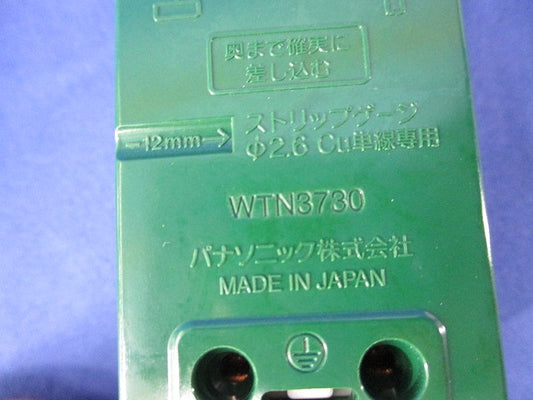 奥まで確実に
差し込む
ストリップゲージ
12mm
φ2.6 Cu単線専用
WTN3730
パナソニック株式会社
MADE IN JAPAN